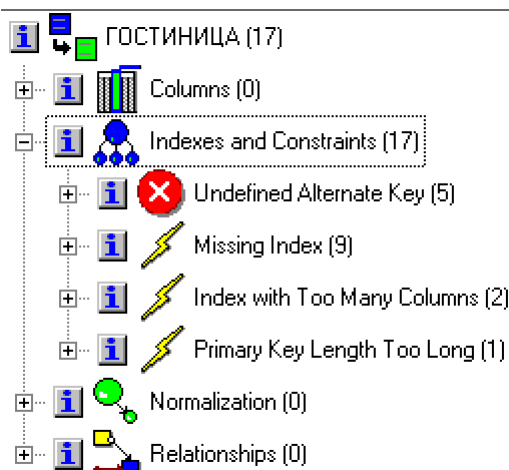 ГОСТИНИЦА (17)
Columns (0)
Indexes and Constraints (17)
Undefined Alternate Key (5)
Missing Index (9)
Index with Too Many Columns (2)
Primary Key Length Too Long (1)
Normalization (0)
Relationships (0)